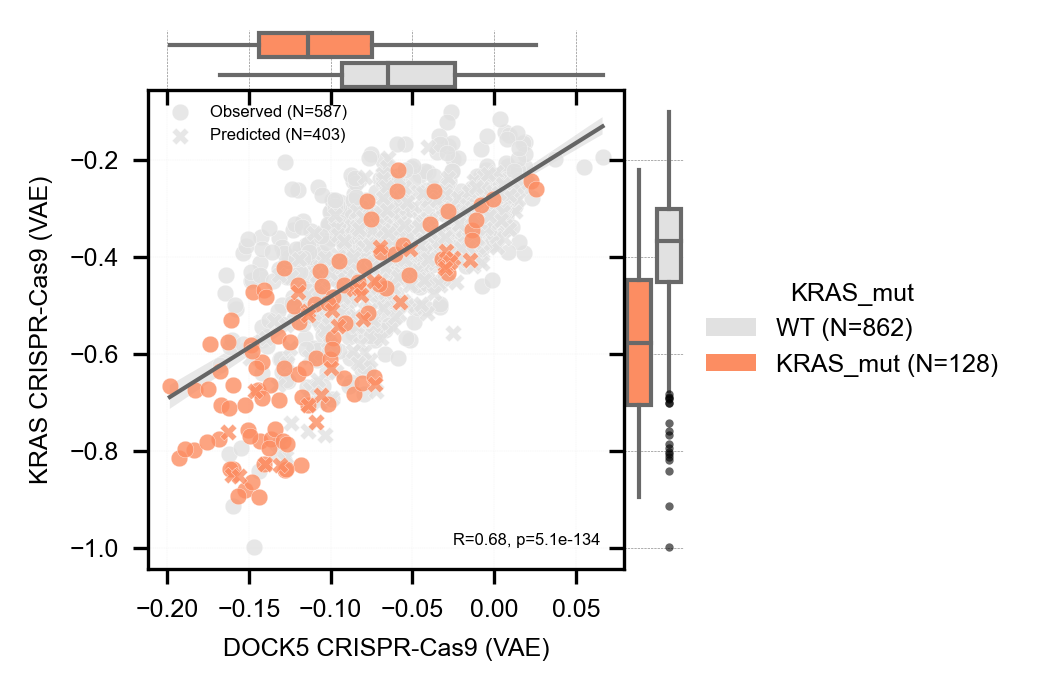 Observed (N=587)
Predicted (N=403)
−0.2
−0.4
−0.6
−0.8
−1.0
KRAS CRISPR-Cas9 (VAE)
R=0.68, p=5.1e-134
−0.20 −0.15 −0.10 −0.05 0.00 0.05
DOCK5 CRISPR-Cas9 (VAE)
KRAS_mut
WT (N=862)
KRAS_mut (N=128)